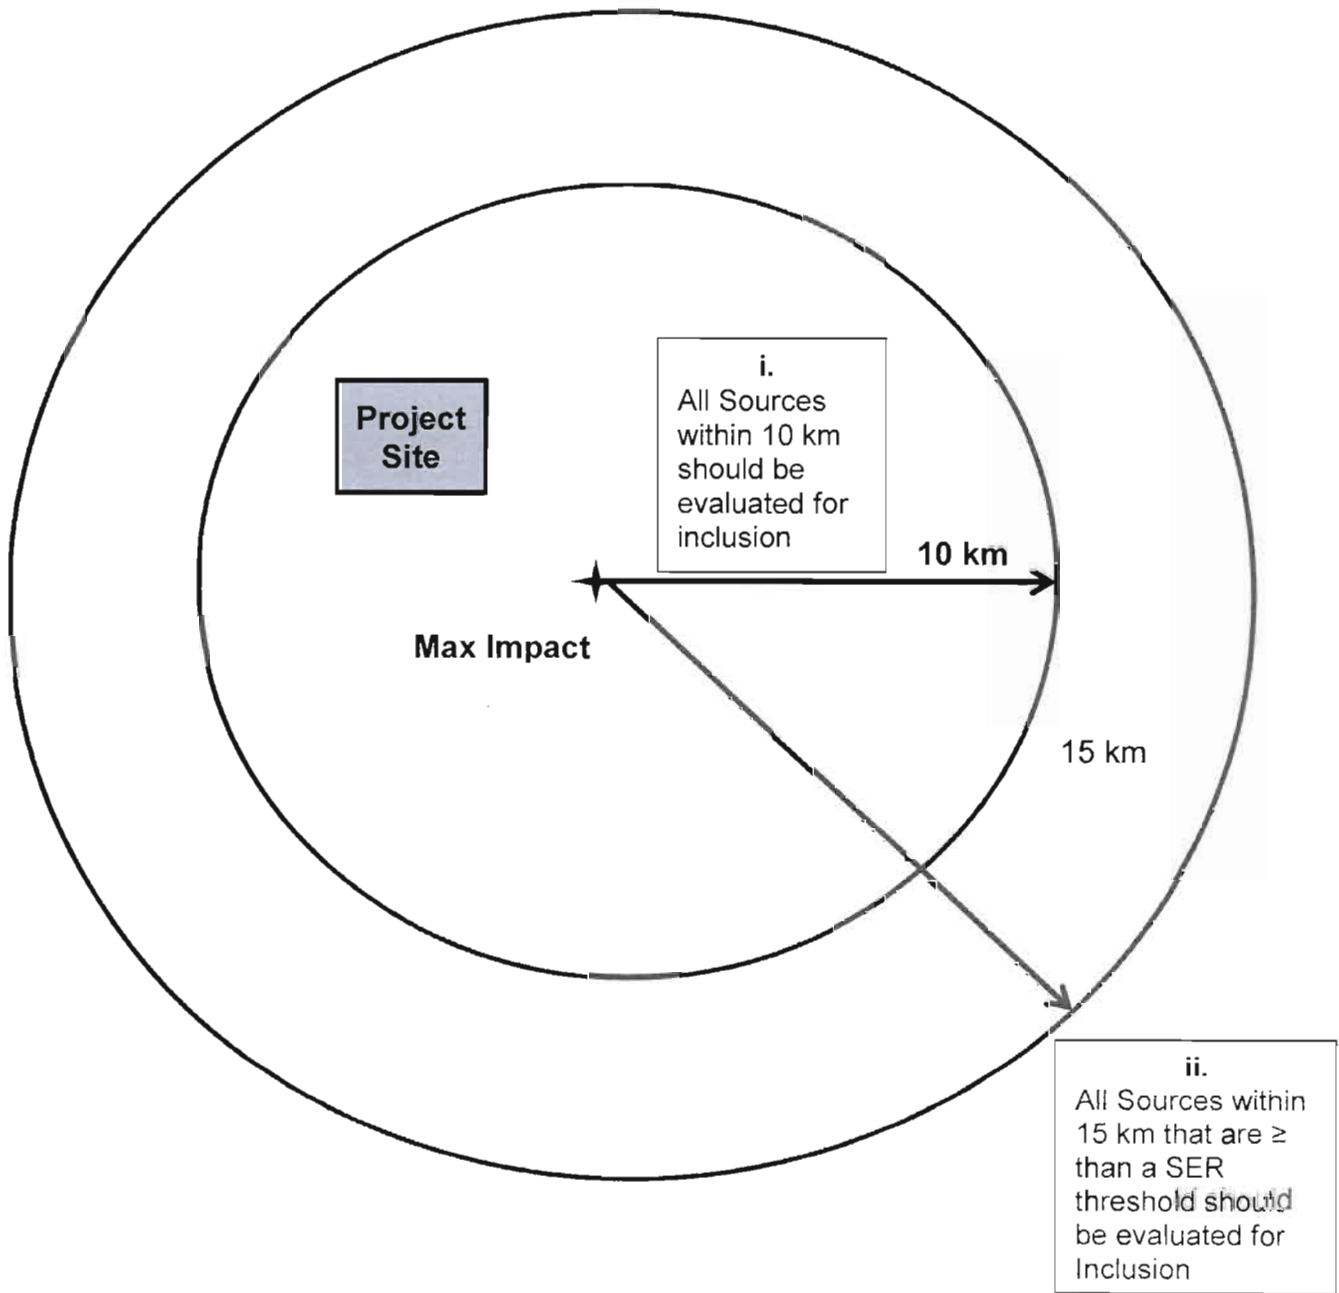 Project
Site
i.
All Sources
within 10 km
should be
evaluated for
inclusion
10 km
Max Impact
15 km
ii.
All Sources within
15 km that are ≥
than a SER
threshold should
be evaluated for
Inclusion